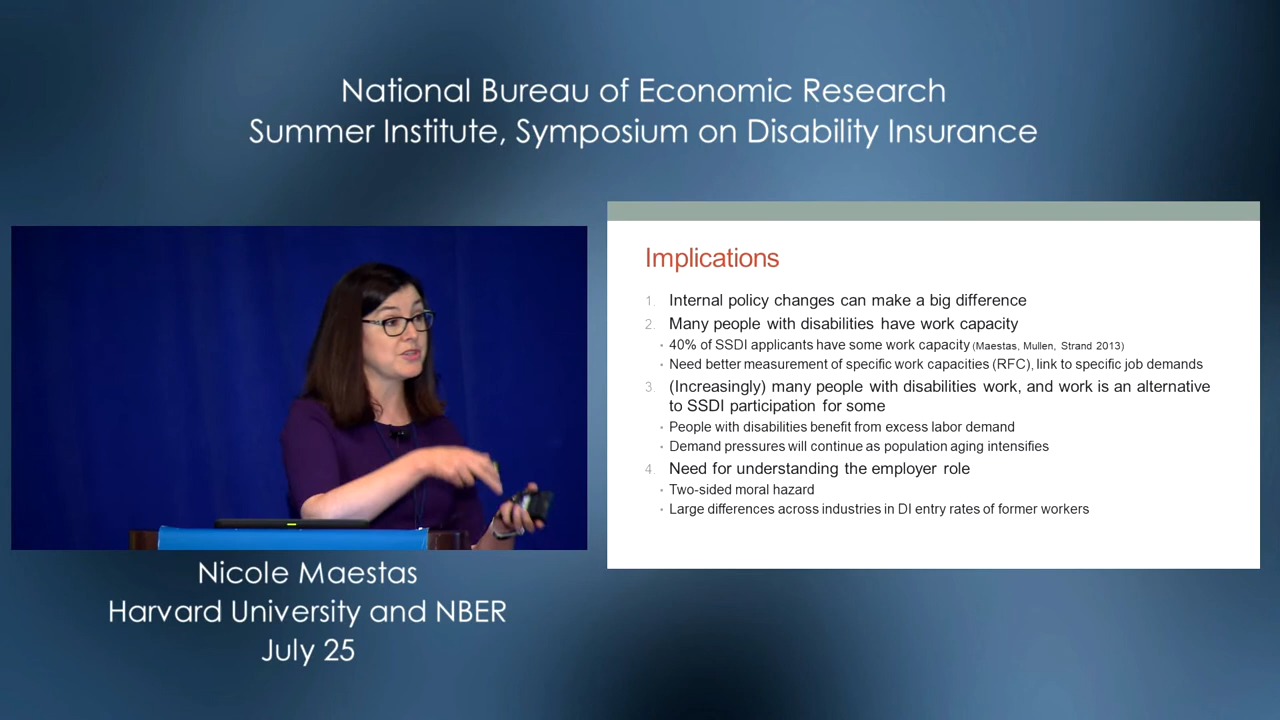 National Bureau of Economic Research
Summer Institute, Symposium on Disability Insurance
Implications
1. Internal policy changes can make a big difference
2. Many people with disabilities have work capacity
• 40% of SSDI applicants have some work capacity (Maestas, Mullen, Strand 2013)
• Need better measurement of specific work capacities (RFC), link to specific job demands
3. (Increasingly) many people with disabilities work, and work is an alternative
to SSDI participation for some
• People with disabilities benefit from excess labor demand
• Demand pressures will continue as population aging intensifies
4. Need for understanding the employer role
• Two-sided moral hazard
• Large differences across industries in DI entry rates of former workers
Nicole Maestas
Harvard University and NBER
July 25